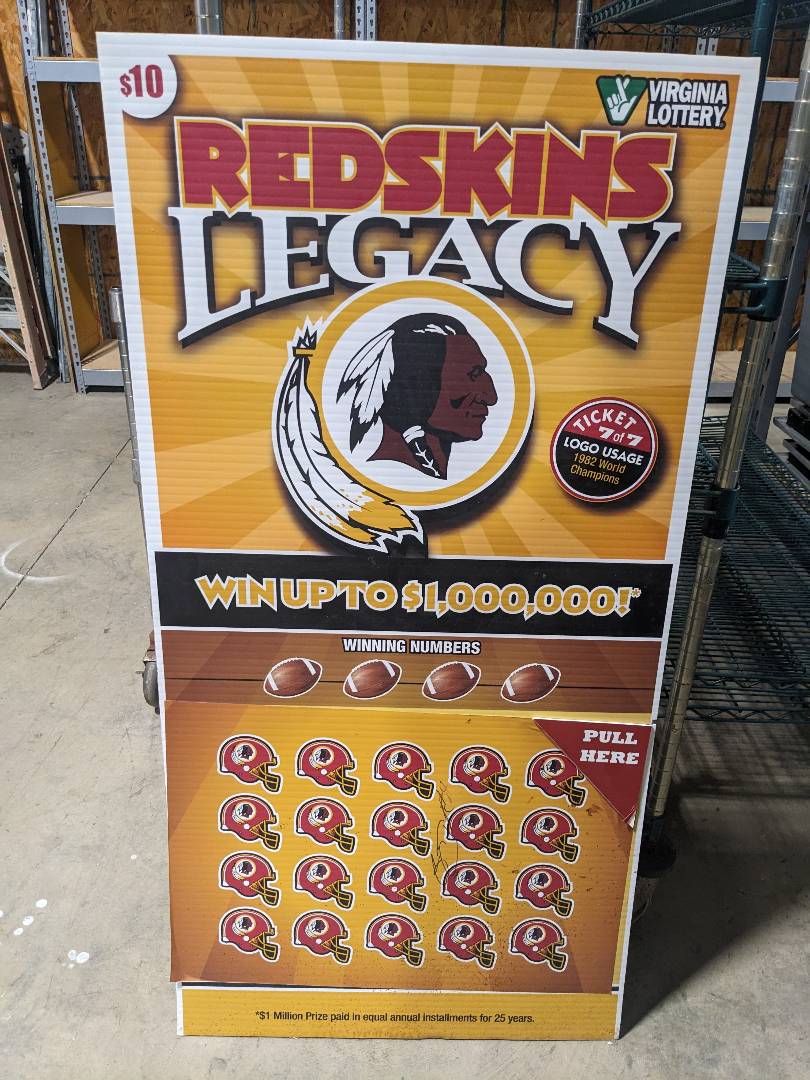 $10
VIRGINIA
LOTTERY
REDSKINS
LEGACY
TICKET
7 of 7
LOGO USAGE
1982 World
Champions
WIN UP TO $1,000,000!*
WINNING NUMBERS
PULL
HERE
*$1 Million Prize paid in equal annual installments for 25 years.